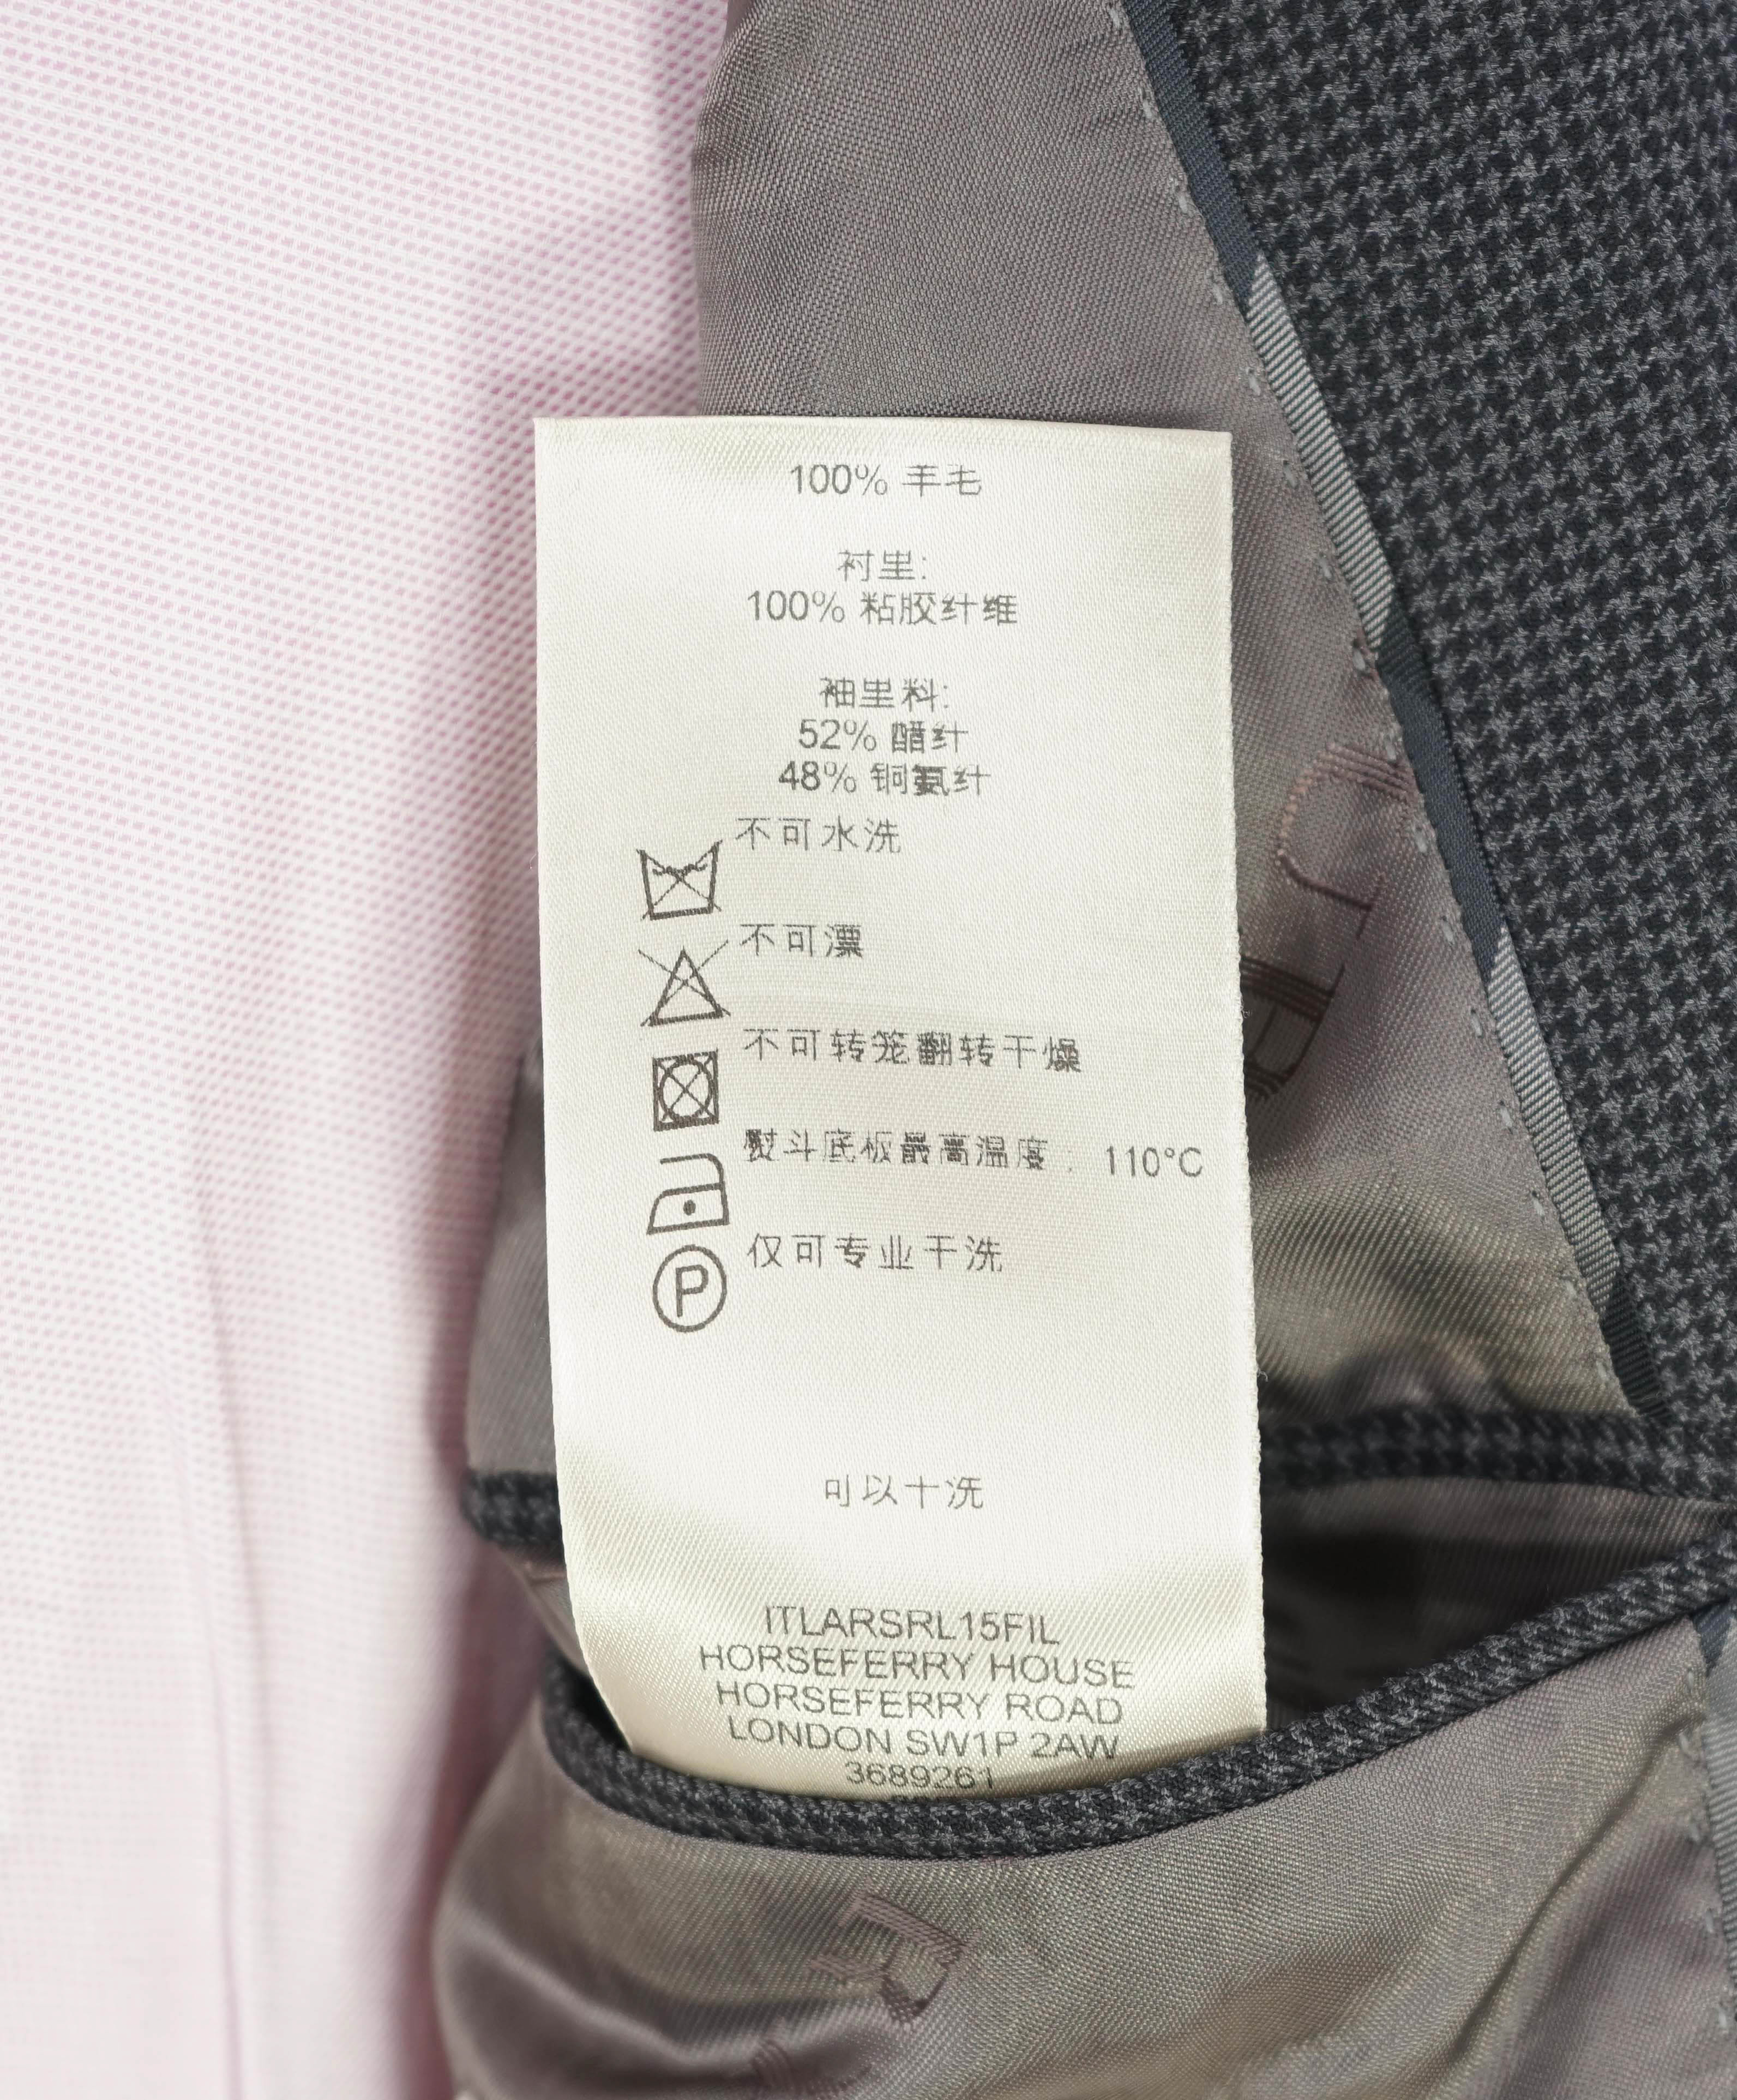 100% 羊毛
衬里:
100% 粘胶纤维
袖里料:
52% 醋纤
48% 铜氨纤
不可水洗
不可漂
不可转笼翻转干燥
熨斗底板最高温度: 110°C
P 仅可专业干洗
可以干洗
ITLARSRL15FIL
HORSEFERRY HOUSE
HORSEFERRY ROAD
LONDON SW1P 2AW
3689261